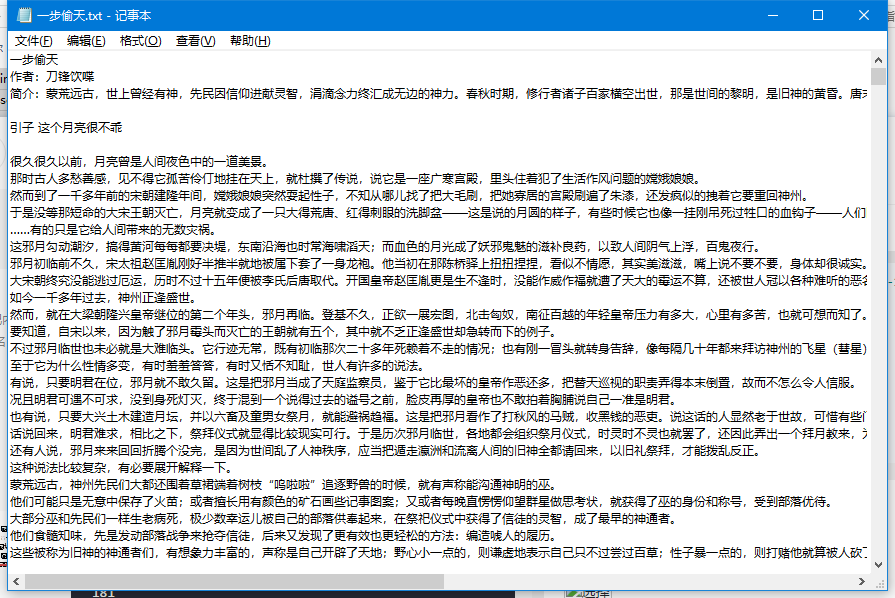 一步偷天.txt - 记事本
文件(F) 编辑(E) 格式(O) 查看(V) 帮助(H)
一步偷天
作者：刀锋饮喋
简介：蒙荒远古，世上曾经有神，先民因信仰进献灵智，涓滴念力终汇成无边的神力。春秋时期，修行者诸子百家横空出世，那是世间的黎明，是旧神的黄昏。唐末
引子 这个月亮很不乖
很久很久以前，月亮曾是人间夜色中的一道美景。
那时古人多愁善感，见不得它孤苦伶仃地挂在天上，就杜撰了传说，说它是一座广寒宫殿，里头住着犯了生活作风问题的嫦娥娘娘。
然而到了一千多年前的宋朝建隆年间，嫦娥娘娘突然耍起性子，不知从哪儿找了把大毛刷，把她寡居的宫殿刷遍了朱漆，还发疯似的拽着它要重回神州。
于是没等那短命的大宋王朝灭亡，月亮就变成了一只大得荒唐、红得刺眼的洗脚盆——这是说的月圆的样子，有些时候它也像一挂刚吊死过牲口的血钩子——人们
……有的只是它给人间带来的无数灾祸。
这邪月勾动潮汐，搞得黄河每每都要决堤，东南沿海也时常海啸滔天；而血色的月光成了妖邪鬼魅的滋补良药，以致人间阴气上浮，百鬼夜行。
邪月初临前不久，宋太祖赵匡胤刚好半推半就地被属下套了一身龙袍。他当初在那陈桥驿上扭扭捏捏，看似不情愿，其实美滋滋，嘴上说不要不要，身体却很诚实。
大宋朝终究没能逃过厄运，历时不过十五年便被李氏后唐取代。开国皇帝赵匡胤更是生不逢时，没能作威作福就遭了天大的霉运不算，还被世人冠以各种难听的恶名
如今一千多年过去，神州正逢盛世。
然而，就在大梁朝隆兴皇帝继位的第二个年头，邪月再临。登基不久，正欲一展宏图，北击匈奴，南征百越的年轻皇帝压力有多大，心里有多苦，也就可想而知了。
要知道，自宋以来，因为触了邪月霉头而灭亡的王朝就有五个，其中就不乏正逢盛世却急转而下的例子。
不过邪月临世也未必就是大难临头。它行迹无常，既有初临那次二十多年死赖着不走的情况；也有刚一冒头就转身告辞，像每隔几十年都来拜访神州的飞星（彗星）
至于它为什么性情多变，有时羞羞答答，有时又恬不知耻，世人有许多的说法。
有说，只要明君在位，邪月就不敢久留。这是把邪月当成了天庭监察员，鉴于它比最坏的皇帝作恶还多，把替天巡视的职责弄得本末倒置，故而不怎么令人信服。
况且明君可遇不可求，没到身死灯灭，终于混到一个说得过去的谥号之前，脸皮再厚的皇帝也不敢拍着胸脯说自己一准是明君。
也有说，只要大兴土木建造月坛，并以六畜及童男女祭月，就能避祸趋福。这是把邪月看作了打秋风的马贼，收黑钱的恶吏。说这话的人显然老于世故，可惜有些
话说回来，明君难求，相比之下，祭拜仪式就显得比较现实可行。于是历次邪月临世，各地都会组织祭月仪式，时灵时不灵也就罢了，还因此弄出一个拜月教来，
还有人说，邪月来来回回折腾个没完，是因为世间乱了人神秩序，应当把遁走瀛洲和流离人间的旧神全都请回来，以旧礼祭拜，才能拨乱反正。
这种说法比较复杂，有必要展开解释一下。
蒙荒远古，神州先民们大都还围着草裙踹着树枝“呜啦啦”追逐野兽的时候，就有声称能沟通神明的巫。
他们可能只是无意中保存了火苗；或者擅长用有颜色的矿石画些记事图案；又或者每晚直愣愣仰望群星做思考状，就获得了巫的身份和称号，受到部落优待。
大部分巫和先民们一样生老病死，极少数幸运儿被自己的部落供奉起来，在祭祀仪式中获得了信徒的灵智，成了最早的神通者。
他们食髓知味，先是发动部落战争来抢夺信徒，后来又发现了更有效也更轻松的方法：编造唬人的履历。
这些被称为旧神的神通者们，有想象力丰富的，声称是自己开辟了天地；野心小一点的，则谦虚地表示自己只不过尝过百草；性子暴一点的，则打赌他就算被人砍了
181
选择